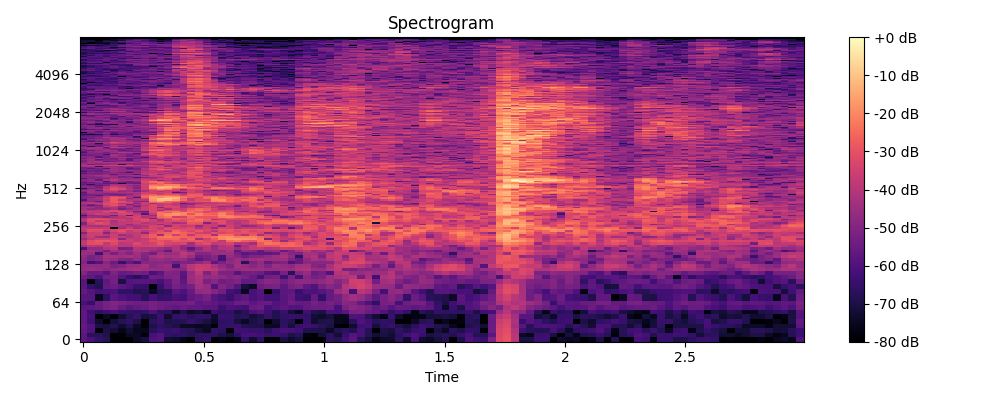 Spectrogram
Hz
4096
2048
1024
512
256
128
64
0
0
0.5
1
1.5
2
2.5
Time
+0 dB
-10 dB
-20 dB
-30 dB
-40 dB
-50 dB
-60 dB
-70 dB
-80 dB